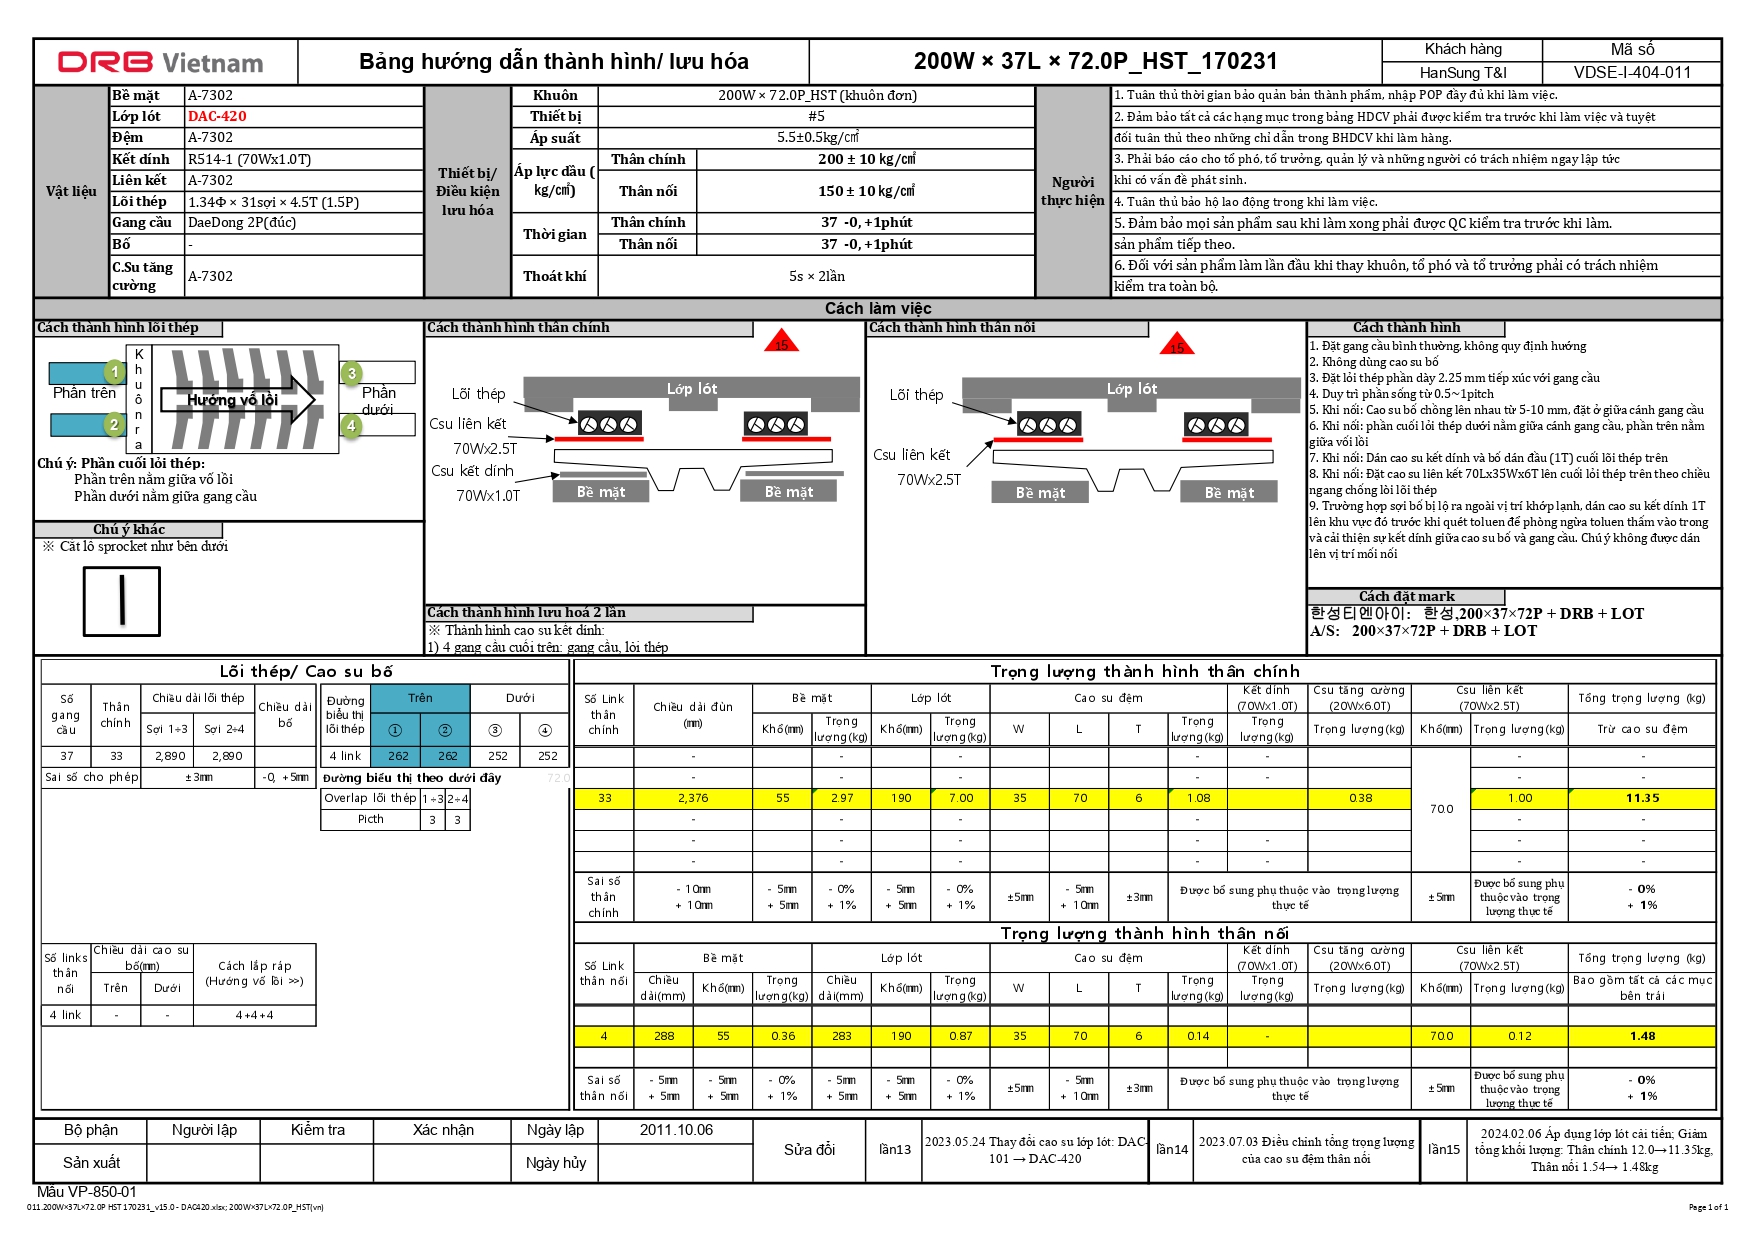 DRB Vietnam
Bảng hướng dẫn thành hình/ lưu hóa
200W × 37L × 72.0P_HST_170231
Khách hàng
Mã số
HanSung T&I
VDSE-I-404-011
Vật liệu
Bề mặt A-7302
Lớp lót DAC-420
Đệm A-7302
Kết dính R514-1 (70Wx1.0T)
Liên kết A-7302
Lõi thép 1.34Φ × 31sợi × 4.5T (1.5P)
Gang cầu DaeDong 2P(đúc)
Bố -
C.Su tăng cường A-7302
Thiết bị/ Điều kiện lưu hóa
Khuôn 200W × 72.0P_HST (khuôn đơn)
Thiết bị #5
Áp suất 5.5±0.5kg/㎠
Áp lực dầu ( kg/㎠)
Thân chính 200 ± 10 kg/㎠
Thân nối 150 ± 10 kg/㎠
Thời gian
Thân chính 37 -0, +1phút
Thân nối 37 -0, +1phút
Thoát khí 5s × 2lần
Người thực hiện
1. Tuân thủ thời gian bảo quản bản thành phẩm, nhập POP đầy đủ khi làm việc.
2. Đảm bảo tất cả các hạng mục trong bảng HDCV phải được kiểm tra trước khi làm việc và tuyệt
đối tuân thủ theo những chỉ dẫn trong BHDCV khi làm hàng.
3. Phải báo cáo cho tổ phó, tổ trưởng, quản lý và những người có trách nhiệm ngay lập tức
khi có vấn đề phát sinh.
4. Tuân thủ bảo hộ lao động trong khi làm việc.
5. Đảm bảo mọi sản phẩm sau khi làm xong phải được QC kiểm tra trước khi làm.
sản phẩm tiếp theo.
6. Đối với sản phẩm làm lần đầu khi thay khuôn, tổ phó và tổ trưởng phải có trách nhiệm
kiểm tra toàn bộ.
Cách làm việc
Cách thành hình lõi thép
1
2
3
4
Phần trên
Khuôn ra
Hướng vố lồi
Phần dưới
Chú ý: Phần cuối lỏi thép:
Phần trên nằm giữa vố lồi
Phần dưới nằm giữa gang cầu
Chú ý khác
※ Cắt lô sprocket như bên dưới
Cách thành hình thân chính
15
Lớp lót
Lõi thép
Csu liên kết
70Wx2.5T
Csu kết dính
70Wx1.0T
Bề mặt
Bề mặt
Cách thành hình lưu hoá 2 lần
※ Thành hình cao su kết dính:
1) 4 gang cầu cuối trên: gang cầu, lỏi thép
Cách thành hình thân nối
15
Lớp lót
Lõi thép
Csu liên kết
70Wx2.5T
Bề mặt
Bề mặt
Cách thành hình
1. Đặt gang cầu bình thường, không quy định hướng
2. Không dùng cao su bố
3. Đặt lỏi thép phần dày 2.25 mm tiếp xúc với gang cầu
4. Duy trì phần sống từ 0.5~1pitch
5. Khi nối: Cao su bố chồng lên nhau từ 5-10 mm, đặt ở giữa cánh gang cầu
6. Khi nối: phần cuối lỏi thép dưới nằm giữa cánh gang cầu, phần trên nằm
giữa vối lồi
7. Khi nối: Dán cao su kết dính và bố dán đầu (1T) cuối lõi thép trên
8. Khi nối: Đặt cao su liên kết 70Lx35Wx6T lên cuối lỏi thép trên theo chiều
ngang chống lòi lõi thép
9. Trường hợp sợi bố bị lộ ra ngoài vị trí khớp lạnh, dán cao su kết dính 1T
lên khu vực đó trước khi quét toluen để phòng ngừa toluen thấm vào trong
và cải thiện sự kết dính giữa cao su bố và gang cầu. Chú ý không được dán
lên vị trí mối nối
Cách đặt mark
한성티엔아이: 한성,200×37×72P + DRB + LOT
A/S: 200×37×72P + DRB + LOT
Lõi thép/ Cao su bố
Số gang cầu | Thân chính | Chiều dài lõi thép | Chiều dài bố
Sợi 1÷3 | Sợi 2÷4
37 | 33 | 2,890 | 2,890
Sai số cho phép | ±3mm | -0, +5mm
Đường biểu thị lõi thép | Trên | Dưới
① | ② | ③ | ④
4 link | 262 | 262 | 252 | 252
Đường biểu thị theo dưới đây 72.0
Overlap lõi thép | 1÷3 | 2÷4
Picth | 3 | 3
Số links thân nối | Chiều dài cao su bố(mm) | Cách lắp ráp (Hướng vố lồi >>)
Trên | Dưới
4 link | - | - | 4+4+4
Trọng lượng thành hình thân chính
Số Link thân chính | Chiều dài đùn (mm) | Bề mặt | Lớp lót | Cao su đệm | Kết dính (70Wx1.0T) | Csu tăng cường (20Wx6.0T) | Csu liên kết (70Wx2.5T) | Tổng trọng lượng (kg)
Khổ(mm) | Trọng lượng(kg) | Khổ(mm) | Trọng lượng(kg) | W | L | T | Trọng lượng(kg) | Trọng lượng(kg) | Trọng lượng(kg) | Khổ(mm) | Trọng lượng(kg) | Trừ cao su đệm
- | - | - | - | - | - | -
- | - | - | - | - | - | -
33 | 2,376 | 55 | 2.97 | 190 | 7.00 | 35 | 70 | 6 | 1.08 | 0.38 | 70.0 | 1.00 | 11.35
- | - | - | - | - | -
- | - | - | - | - | - | -
- | - | - | - | - | - | -
Sai số thân chính | - 10mm + 10mm | - 5mm + 5mm | - 0% + 1% | - 5mm + 5mm | - 0% + 1% | ±5mm | - 5mm + 10mm | ±3mm | Được bổ sung phụ thuộc vào trọng lượng thực tế | ±5mm | Được bổ sung phụ thuộc vào trọng lượng thực tế | - 0% + 1%
Trọng lượng thành hình thân nối
Số Link thân nối | Bề mặt | Lớp lót | Cao su đệm | Kết dính (70Wx1.0T) | Csu tăng cường (20Wx6.0T) | Csu liên kết (70Wx2.5T) | Tổng trọng lượng (kg)
Chiều dài(mm) | Khổ(mm) | Trọng lượng(kg) | Chiều dài(mm) | Khổ(mm) | Trọng lượng(kg) | W | L | T | Trọng lượng(kg) | Trọng lượng(kg) | Trọng lượng(kg) | Khổ(mm) | Trọng lượng(kg) | Bao gồm tất cả các mục bên trái
4 | 288 | 55 | 0.36 | 283 | 190 | 0.87 | 35 | 70 | 6 | 0.14 | - | 70.0 | 0.12 | 1.48
Sai số thân nối | - 5mm + 5mm | - 5mm + 5mm | - 0% + 1% | - 5mm + 5mm | - 5mm + 5mm | - 0% + 1% | ±5mm | - 5mm + 10mm | ±3mm | Được bổ sung phụ thuộc vào trọng lượng thực tế | ±5mm | Được bổ sung phụ thuộc vào trọng lượng thực tế | - 0% + 1%
Bộ phận | Người lập | Kiểm tra | Xác nhận | Ngày lập | 2011.10.06
Sản xuất | Ngày hủy
Sửa đổi
lần13 | 2023.05.24 Thay đổi cao su lớp lót: DAC-101 → DAC-420
lần14 | 2023.07.03 Điều chỉnh tổng trọng lượng của cao su đệm thân nối
lần15 | 2024.02.06 Áp dụng lớp lót cải tiến; Giảm tổng khối lượng: Thân chính 12.0→11.35kg, Thân nối 1.54→ 1.48kg
Mẫu VP-850-01
011.200W×37L×72.0P HST 170231_v15.0 - DAC420.xlsx; 200W×37L×72.0P_HST(vn)
Page 1 of 1